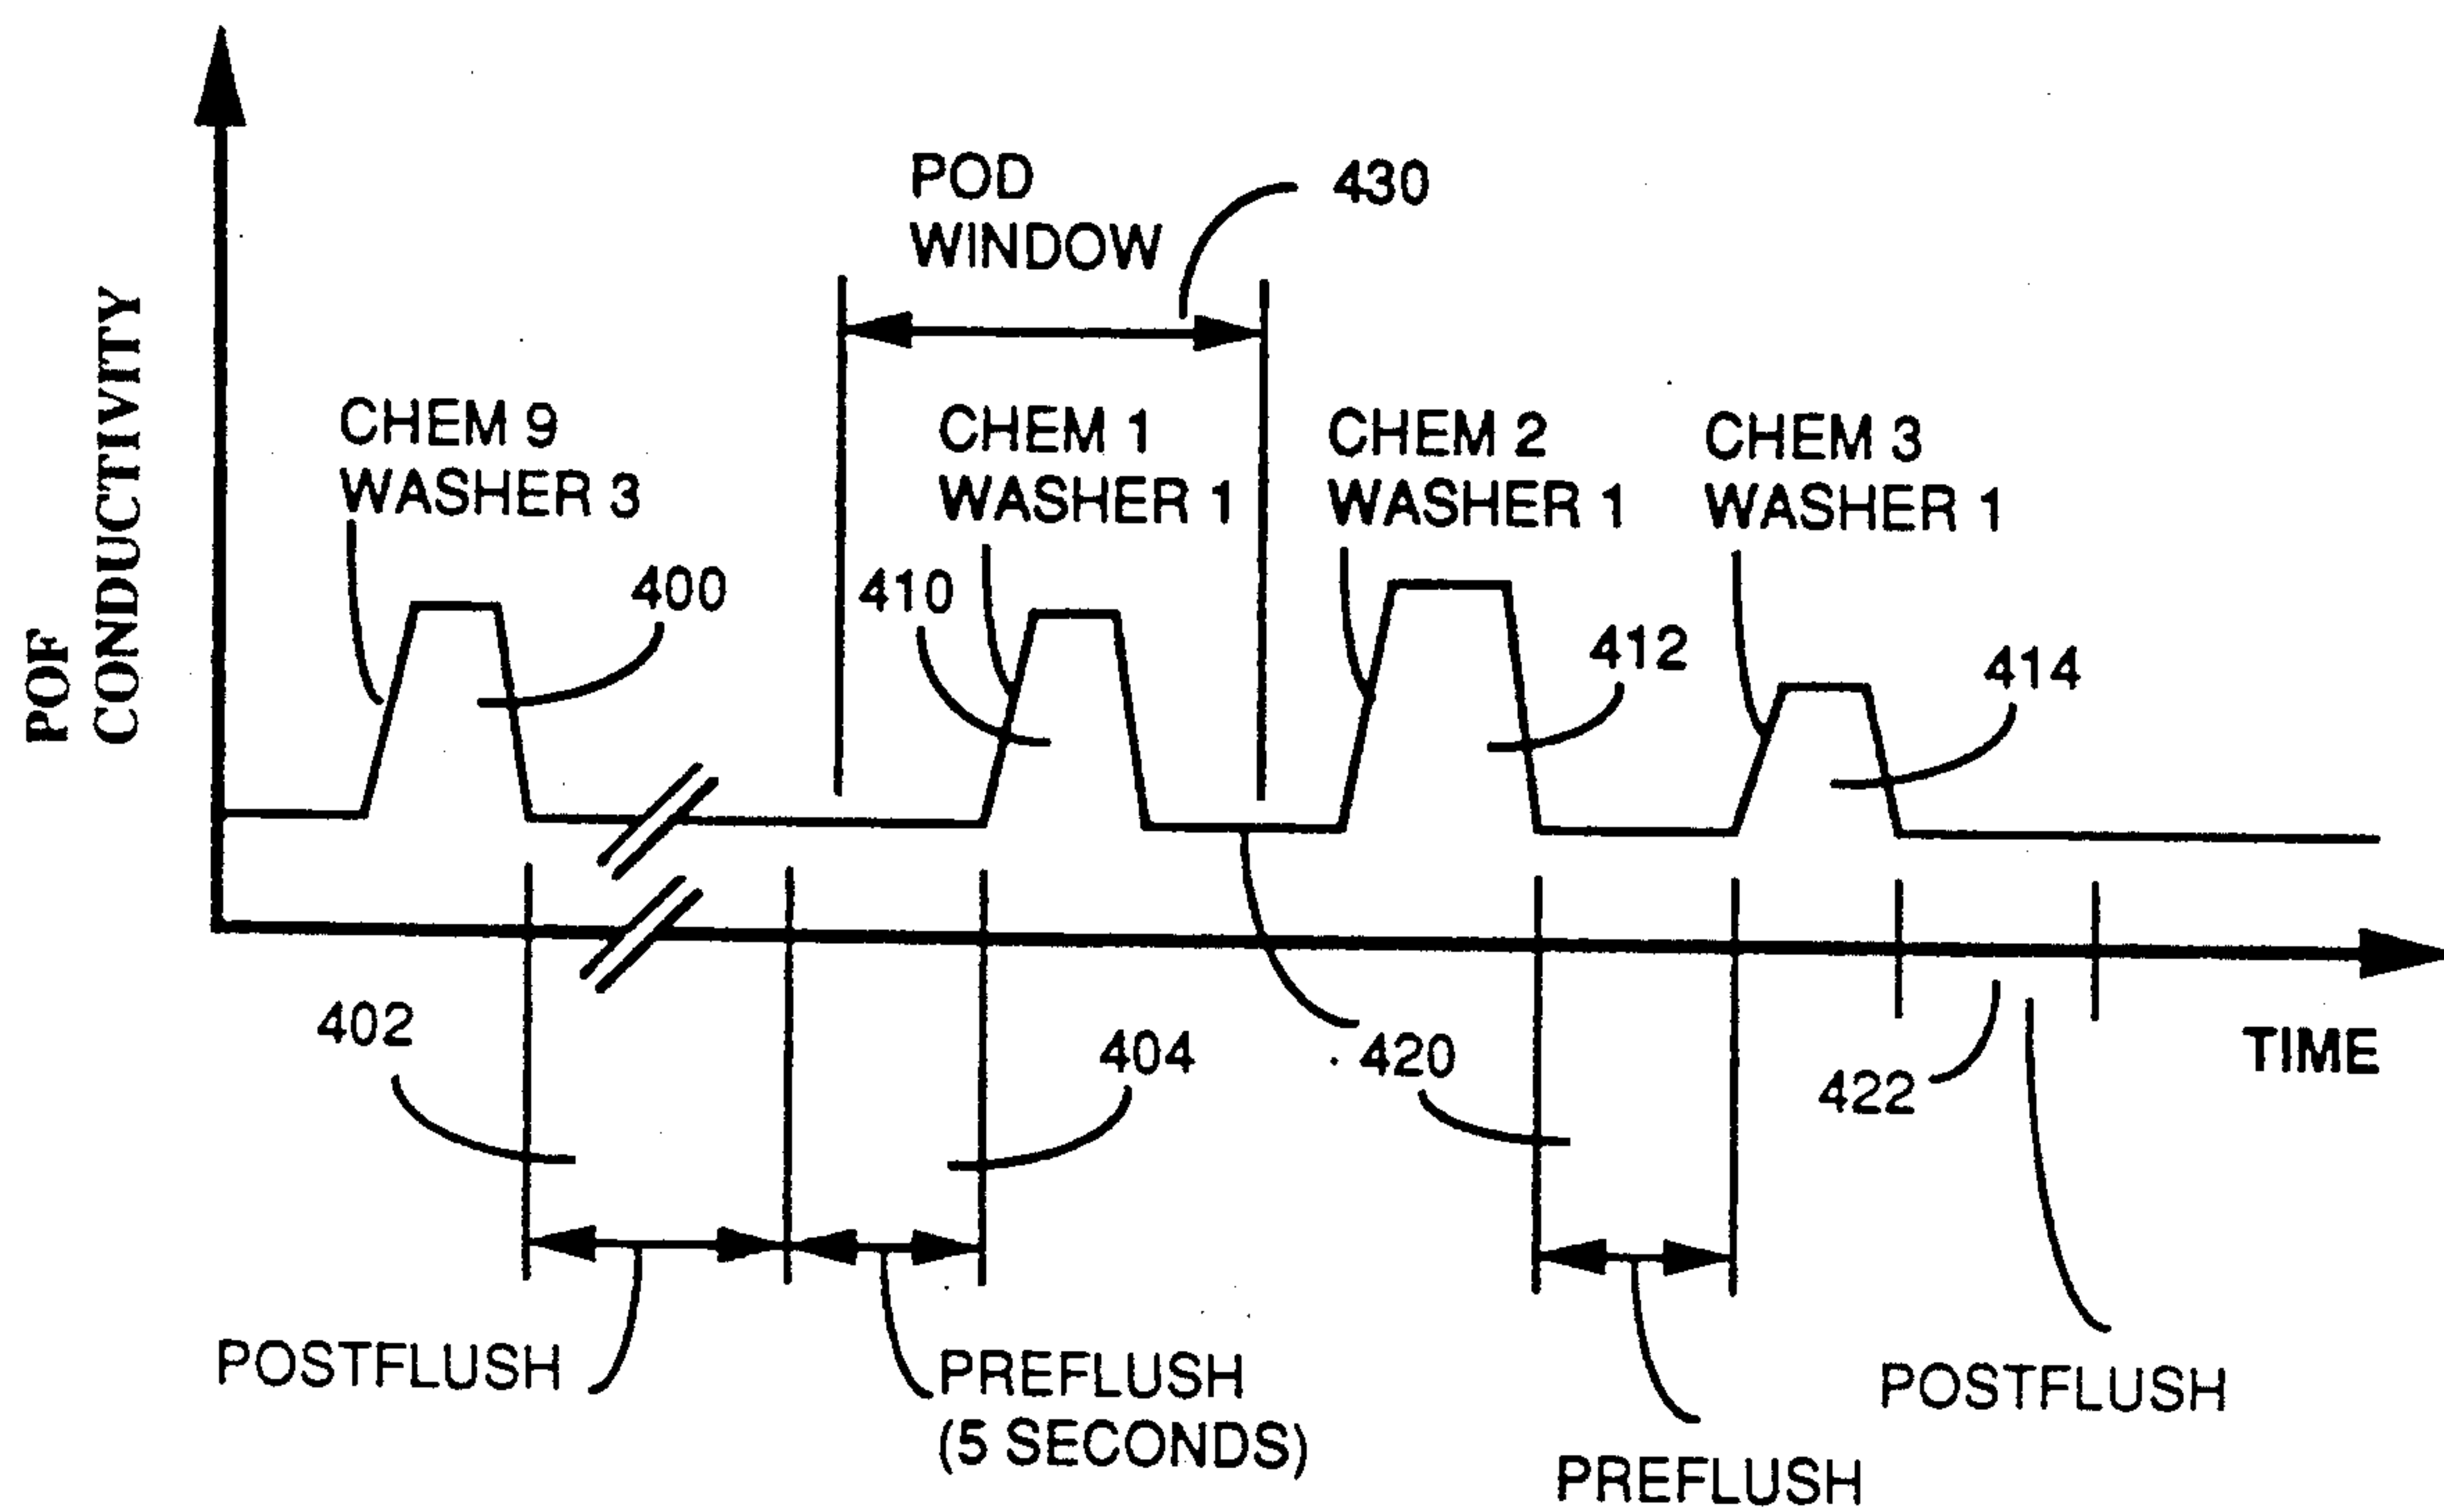 POF
CONDUCTIVITY
POD
WINDOW
430
CHEM 9
WASHER 3
CHEM 1
WASHER 1
CHEM 2
WASHER 1
CHEM 3
WASHER 1
400
410
412
414
402
404
420
422
TIME
POSTFLUSH
PREFLUSH
(5 SECONDS)
PREFLUSH
POSTFLUSH